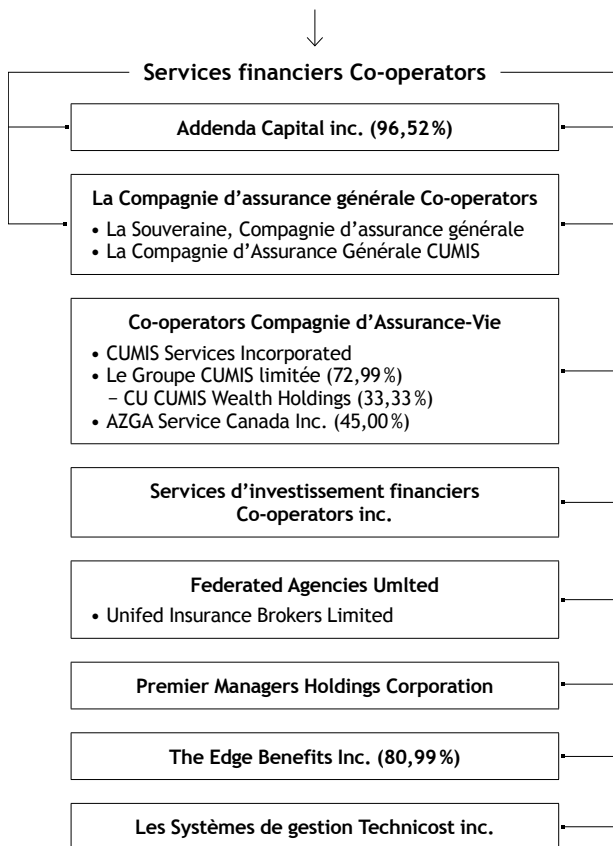 Services financiers Co-operators
Addenda Capital inc. (96,52 %)
La Compagnie d’assurance générale Co-operators
• La Souveraine, Compagnie d’assurance générale
• La Compagnie d’Assurance Générale CUMIS
Co-operators Compagnie d’Assurance-Vie
• CUMIS Services Incorporated
• Le Groupe CUMIS limitée (72,99 %)
– CU CUMIS Wealth Holdings (33,33 %)
• AZGA Service Canada Inc. (45,00 %)
Services d’investissement financiers
Co-operators inc.
Federated Agencies Umlted
• Unifed Insurance Brokers Limited
Premier Managers Holdings Corporation
The Edge Benefits Inc. (80,99 %)
Les Systèmes de gestion Technicost inc.